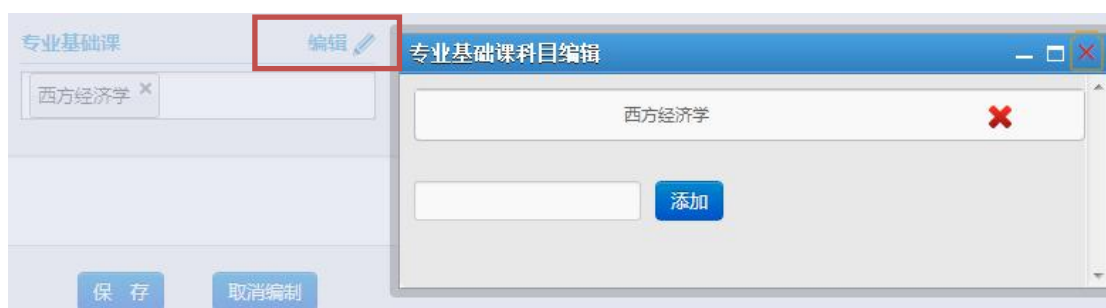 专业基础课 编辑
西方经济学
保 存 取消编制
专业基础课科目编辑
西方经济学
添加